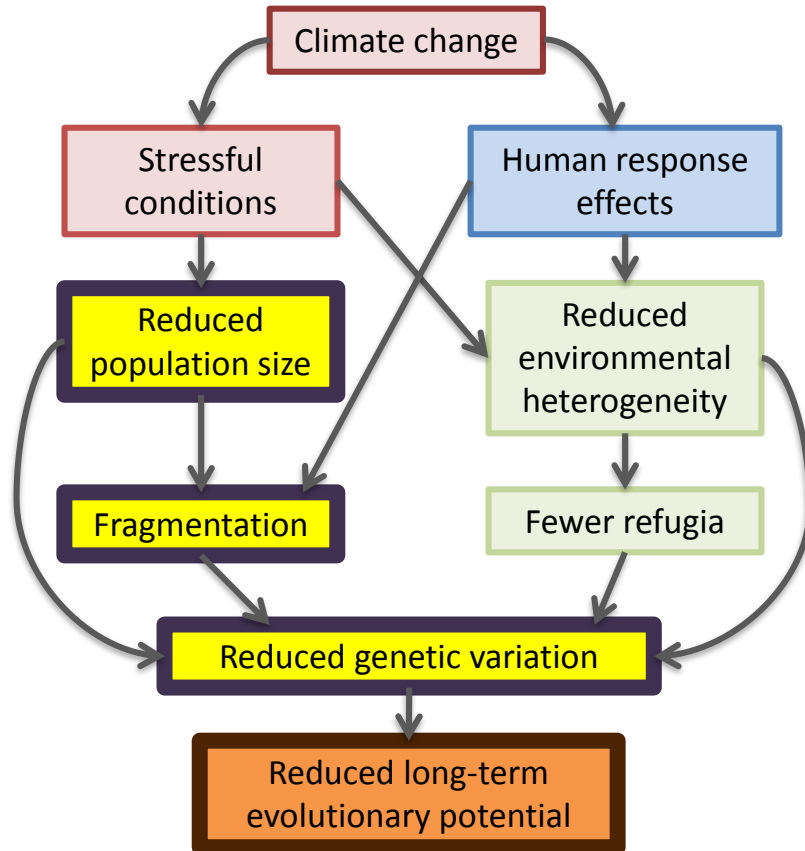 Climate change
Stressful
conditions
Human response
effects
Reduced
population size
Reduced
environmental
heterogeneity
Fragmentation
Fewer refugia
Reduced genetic variation
Reduced long-term
evolutionary potential